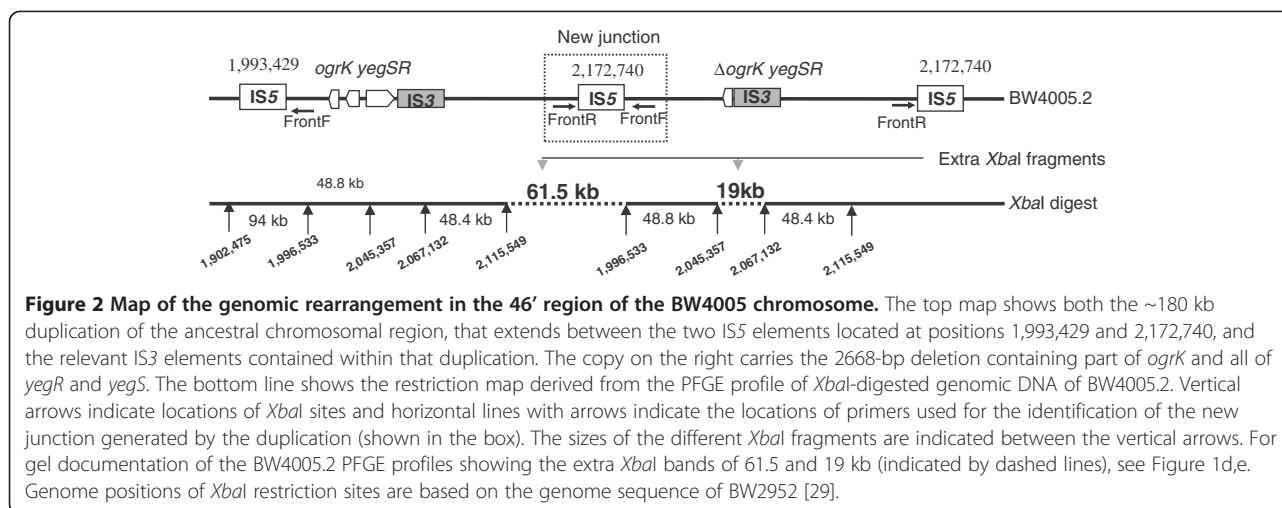 New junction
1,993,429 ogrK yegSR 2,172,740 ΔogrK yegSR 2,172,740
IS5 IS3 IS5 IS3 IS5 BW4005.2
FrontF FrontR FrontF FrontR
Extra XbaI fragments
48.8 kb 61.5 kb 19kb XbaI digest
94 kb 48.4 kb 48.8 kb 48.4 kb
1,902,475 1,996,533 2,045,357 2.067,132 2,115,549 1,996,533 2,045,357 2,067,132 2,115,549
Figure 2 Map of the genomic rearrangement in the 46′ region of the BW4005 chromosome. The top map shows both the ~180 kb
duplication of the ancestral chromosomal region, that extends between the two IS5 elements located at positions 1,993,429 and 2,172,740, and
the relevant IS3 elements contained within that duplication. The copy on the right carries the 2668-bp deletion containing part of ogrK and all of
yegR and yegS. The bottom line shows the restriction map derived from the PFGE profile of XbaI-digested genomic DNA of BW4005.2. Vertical
arrows indicate locations of XbaI sites and horizontal lines with arrows indicate the locations of primers used for the identification of the new
junction generated by the duplication (shown in the box). The sizes of the different XbaI fragments are indicated between the vertical arrows. For
gel documentation of the BW4005.2 PFGE profiles showing the extra XbaI bands of 61.5 and 19 kb (indicated by dashed lines), see Figure 1d,e.
Genome positions of XbaI restriction sites are based on the genome sequence of BW2952 [29].